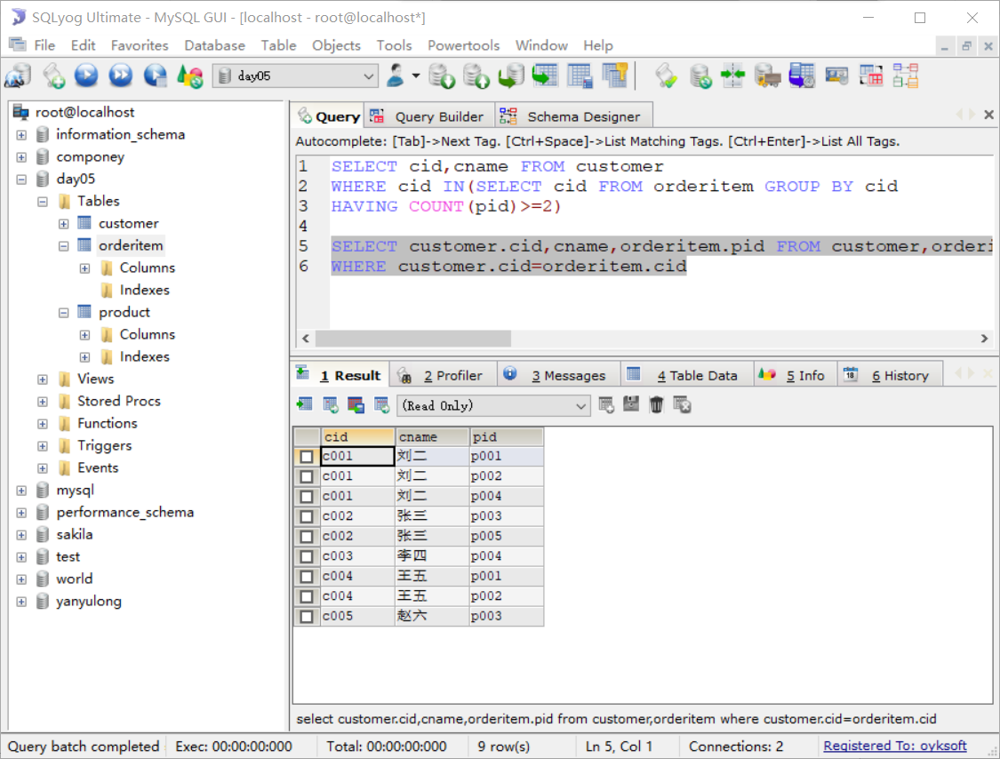 SQLyog Ultimate - MySQL GUI - [localhost - root@localhost*]
File Edit Favorites Database Table Objects Tools Powertools Window Help
day05
root@localhost
information_schema
componey
day05
Tables
customer
orderitem
Columns
Indexes
product
Columns
Indexes
Views
Stored Procs
Functions
Triggers
Events
mysql
performance_schema
sakila
test
world
yanyulong
Query Query Builder Schema Designer
Autocomplete: [Tab]->Next Tag. [Ctrl+Space]->List Matching Tags. [Ctrl+Enter]->List All Tags.
1 SELECT cid,cname FROM customer
2 WHERE cid IN(SELECT cid FROM orderitem GROUP BY cid
3 HAVING COUNT(pid)>=2)
4
5 SELECT customer.cid,cname,orderitem.pid FROM customer,orderi
6 WHERE customer.cid=orderitem.cid
1 Result 2 Profiler 3 Messages 4 Table Data 5 Info 18 6 History
(Read Only)
cid cname pid
c001 刘二 p001
c001 刘二 p002
c001 刘二 p004
c002 张三 p003
c002 张三 p005
c003 李四 p004
c004 王五 p001
c004 王五 p002
c005 赵六 p003
select customer.cid,cname,orderitem.pid from customer,orderitem where customer.cid=orderitem.cid
Query batch completed Exec: 00:00:00:000 Total: 00:00:00:000 9 row(s) Ln 5, Col 1 Connections: 2 Registered To: oyksoft